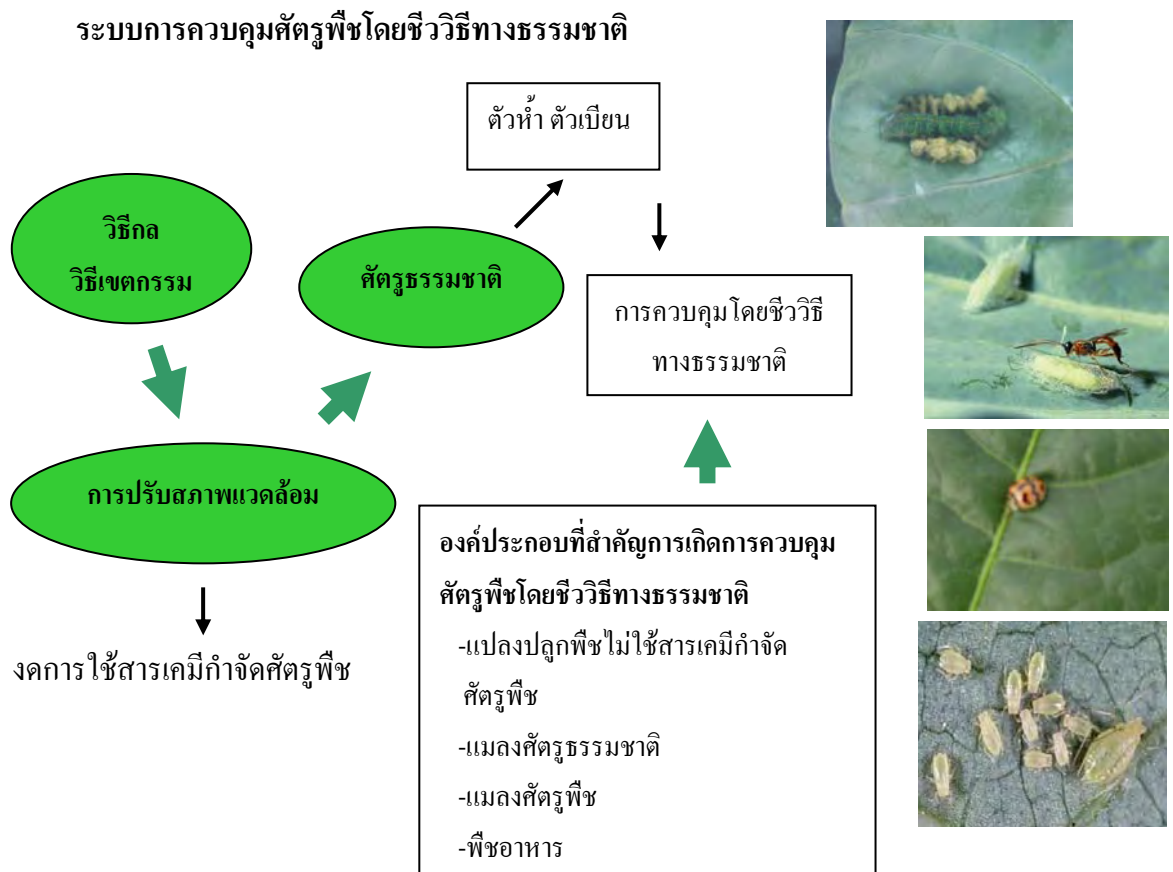 ระบบการควบคุมศัตรูพืชโดยชีววิธีทางธรรมชาติ
ตัวห้ำ ตัวเบียน
วิธีกล
วิธีเขตกรรม
ศัตรูธรรมชาติ
การควบคุมโดยชีววิธี
ทางธรรมชาติ
การปรับสภาพแวดล้อม
งดการใช้สารเคมีกำจัดศัตรูพืช
องค์ประกอบที่สำคัญการเกิดการควบคุม
ศัตรูพืชโดยชีววิธีทางธรรมชาติ
-แปลงปลูกพืชไม่ใช้สารเคมีกำจัด
ศัตรูพืช
-แมลงศัตรูธรรมชาติ
-แมลงศัตรูพืช
-พืชอาหาร